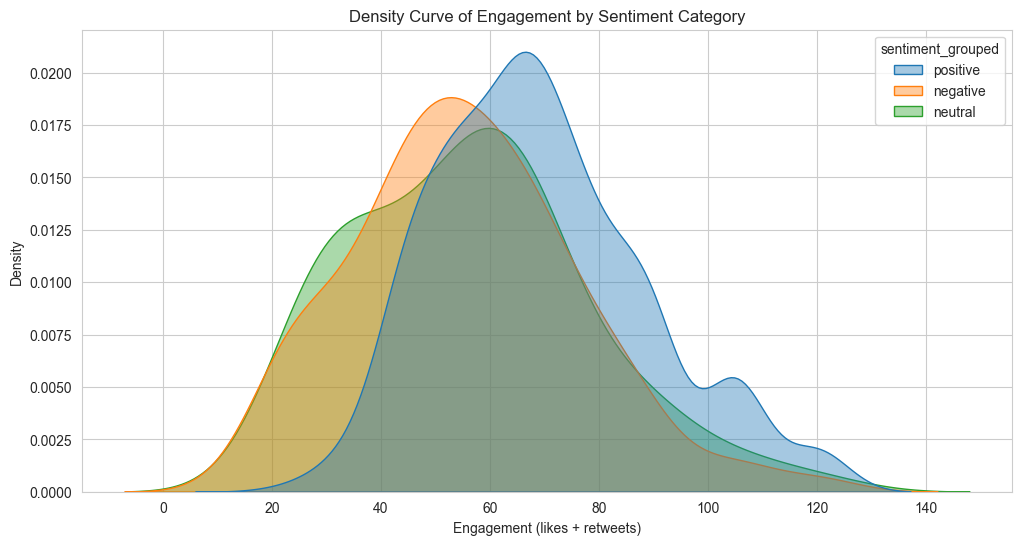 Density Curve of Engagement by Sentiment Category
sentiment_grouped
positive
negative
neutral
Density
0.0200
0.0175
0.0150
0.0125
0.0100
0.0075
0.0050
0.0025
0.0000
0 20 40 60 80 100 120 140
Engagement (likes + retweets)